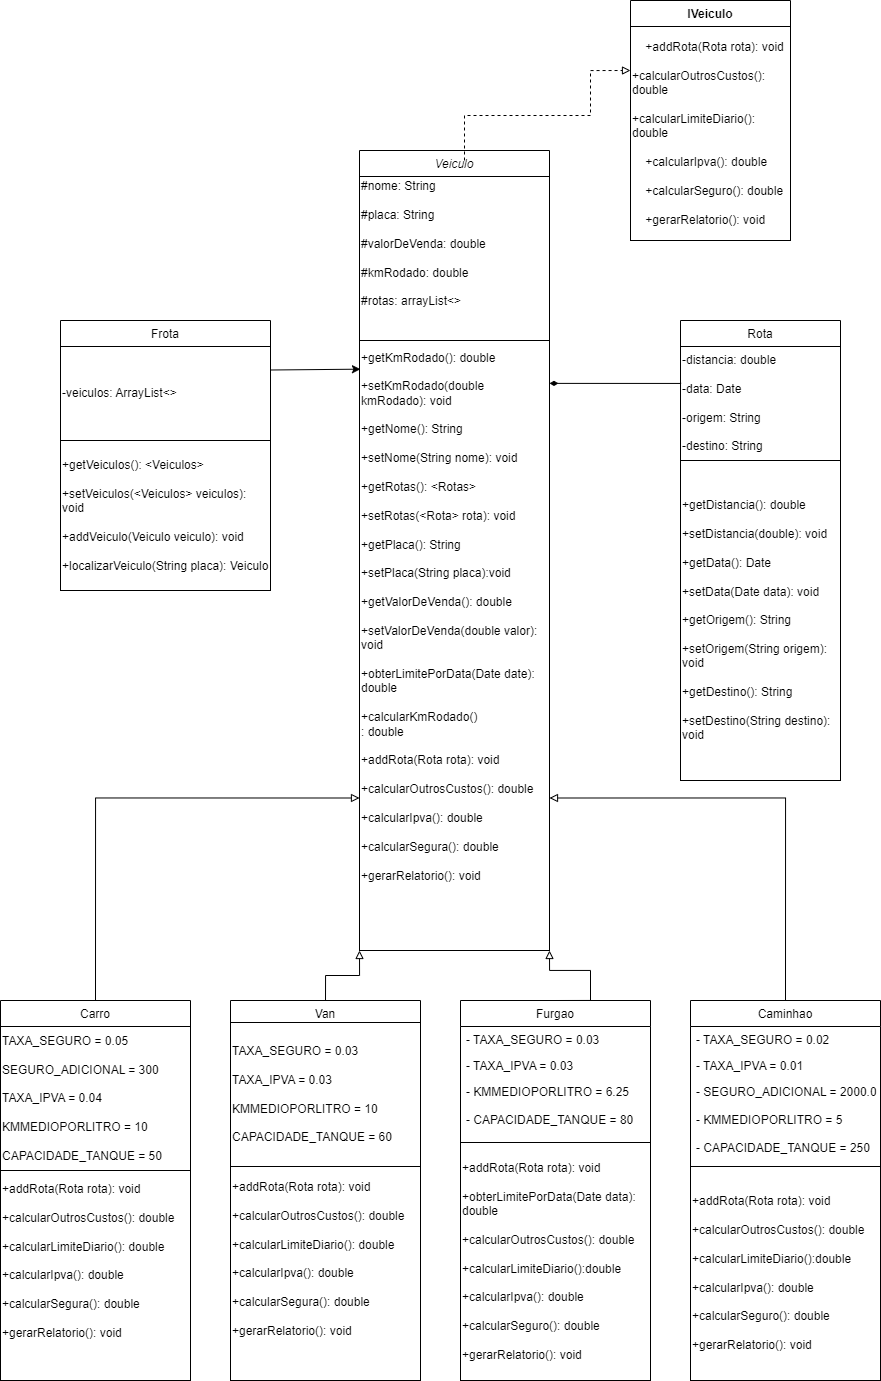 IVeiculo
+addRota(Rota rota): void
+calcularOutrosCustos():
double
+calcularLimiteDiario():
double
+calcularIpva(): double
+calcularSeguro(): double
+gerarRelatorio(): void
Veiculo
#nome: String
#placa: String
#valorDeVenda: double
#kmRodado: double
#rotas: arrayList<>
+getKmRodado(): double
+setKmRodado(double
kmRodado): void
+getNome(): String
+setNome(String nome): void
+getRotas(): <Rotas>
+setRotas(<Rota> rota): void
+getPlaca(): String
+setPlaca(String placa):void
+getValorDeVenda(): double
+setValorDeVenda(double valor):
void
+obterLimitePorData(Date date):
double
+calcularKmRodado()
: double
+addRota(Rota rota): void
+calcularOutrosCustos(): double
+calcularIpva(): double
+calcularSegura(): double
+gerarRelatorio(): void
Frota
-veiculos: ArrayList<>
+getVeiculos(): <Veiculos>
+setVeiculos(<Veiculos> veiculos):
void
+addVeiculo(Veiculo veiculo): void
+localizarVeiculo(String placa): Veiculo
Rota
-distancia: double
-data: Date
-origem: String
-destino: String
+getDistancia(): double
+setDistancia(double): void
+getData(): Date
+setData(Date data): void
+getOrigem(): String
+setOrigem(String origem):
void
+getDestino(): String
+setDestino(String destino):
void
Carro
TAXA_SEGURO = 0.05
SEGURO_ADICIONAL = 300
TAXA_IPVA = 0.04
KMMEDIOPORLITRO = 10
CAPACIDADE_TANQUE = 50
+addRota(Rota rota): void
+calcularOutrosCustos(): double
+calcularLimiteDiario(): double
+calcularIpva(): double
+calcularSegura(): double
+gerarRelatorio(): void
Van
TAXA_SEGURO = 0.03
TAXA_IPVA = 0.03
KMMEDIOPORLITRO = 10
CAPACIDADE_TANQUE = 60
+addRota(Rota rota): void
+calcularOutrosCustos(): double
+calcularLimiteDiario(): double
+calcularIpva(): double
+calcularSegura(): double
+gerarRelatorio(): void
Furgao
- TAXA_SEGURO = 0.03
- TAXA_IPVA = 0.03
- KMMEDIOPORLITRO = 6.25
- CAPACIDADE_TANQUE = 80
+addRota(Rota rota): void
+obterLimitePorData(Date data):
double
+calcularOutrosCustos(): double
+calcularLimiteDiario():double
+calcularIpva(): double
+calcularSeguro(): double
+gerarRelatorio(): void
Caminhao
- TAXA_SEGURO = 0.02
- TAXA_IPVA = 0.01
- SEGURO_ADICIONAL = 2000.0
- KMMEDIOPORLITRO = 5
- CAPACIDADE_TANQUE = 250
+addRota(Rota rota): void
+calcularOutrosCustos(): double
+calcularLimiteDiario():double
+calcularIpva(): double
+calcularSeguro(): double
+gerarRelatorio(): void